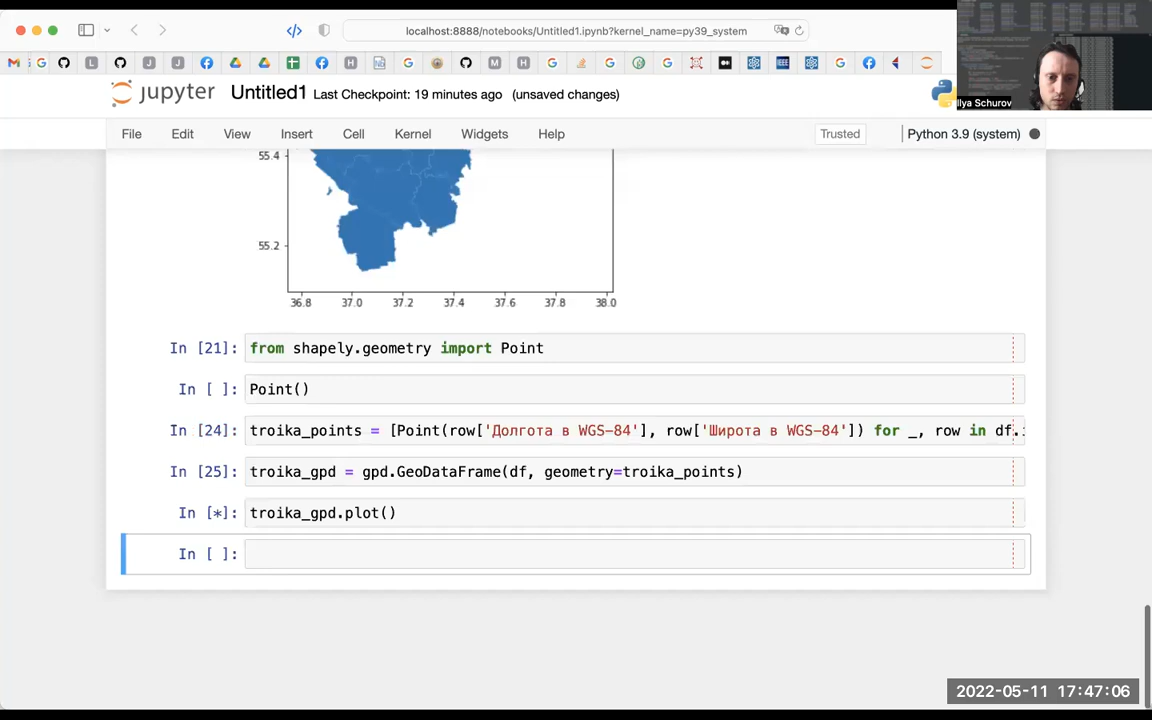 localhost:8888/notebooks/Untitled1.ipynb?kernel_name=py39_system
Ilya Schurov
jupyter Untitled1 Last Checkpoint: 19 minutes ago (unsaved changes)
File Edit View Insert Cell Kernel Widgets Help Trusted Python 3.9 (system)
55.4
55.2
36.8 37.0 37.2 37.4 37.6 37.8 38.0
In [21]: from shapely.geometry import Point
In [ ]: Point()
In [24]: troika_points = [Point(row['Долгота в WGS-84'], row['Широта в WGS-84']) for _, row in df.
In [25]: troika_gpd = gpd.GeoDataFrame(df, geometry=troika_points)
In [*]: troika_gpd.plot()
In [ ]:
2022-05-11 17:47:06